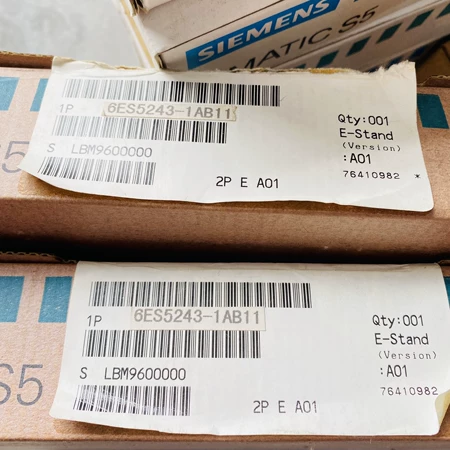 SIEMENS
MATIC S5
1P 6ES5243-1AB11
S LBM9600000
2P E A01
Qty:001
E-Stand
(Version)
:A01
76410982 *
S5
1P 6ES5243-1AB11
S LBM9600000
2P E A01
Qty:001
E-Stand
(Version)
:A01
76410982
S5